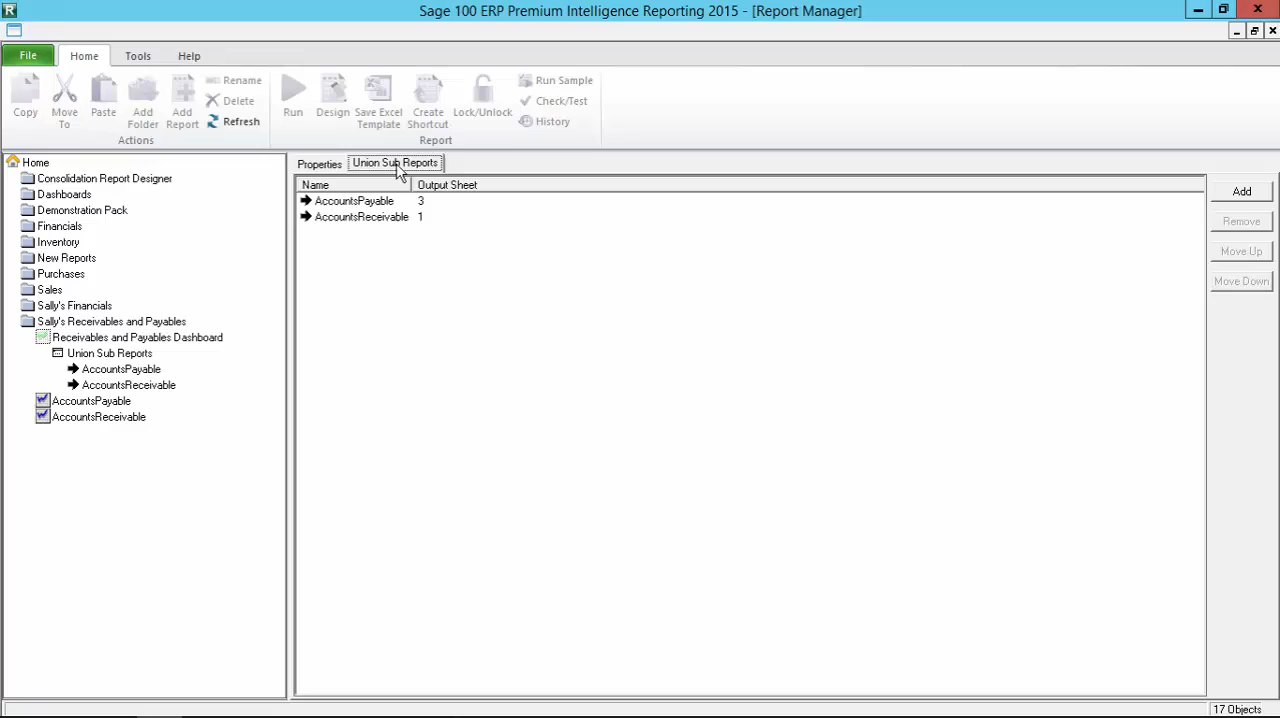 R
Sage 100 ERP Premium Intelligence Reporting 2015 - [Report Manager]
File Home Tools Help
Copy Move To Paste Add Folder Add Report Rename Delete Refresh
Run Design Save Excel Template Create Shortcut Lock/Unlock Run Sample Check/Test History
Actions Report
Home
Consolidation Report Designer
Dashboards
Demonstration Pack
Financials
Inventory
New Reports
Purchases
Sales
Sally's Financials
Sally's Receivables and Payables
Receivables and Payables Dashboard
Union Sub Reports
AccountsPayable
AccountsReceivable
AccountsPayable
AccountsReceivable
Properties Union Sub Reports
Name Output Sheet
AccountsPayable 3
AccountsReceivable 1
Add
Remove
Move Up
Move Down
17 Objects